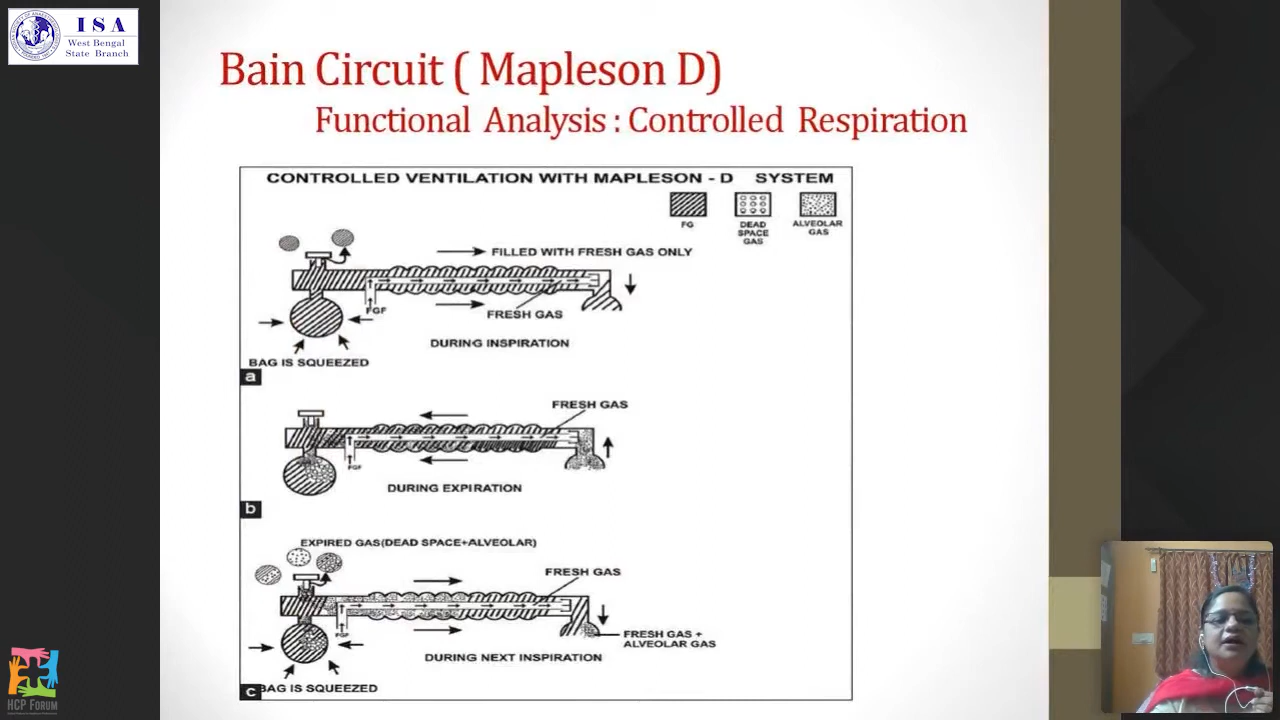 ISA
West Bengal
State Branch
Bain Circuit ( Mapleson D)
Functional Analysis : Controlled Respiration
CONTROLLED VENTILATION WITH MAPLESON - D SYSTEM
FG
DEAD
SPACE
GAS
ALVEOLAR
GAS
FILLED WITH FRESH GAS ONLY
FGF
FRESH GAS
DURING INSPIRATION
BAG IS SQUEEZED
a
FRESH GAS
FGF
DURING EXPIRATION
b
EXPIRED GAS(DEAD SPACE+ALVEOLAR)
FRESH GAS
FGF
FRESH GAS +
ALVEOLAR GAS
DURING NEXT INSPIRATION
BAG IS SQUEEZED
c
HCP FORUM